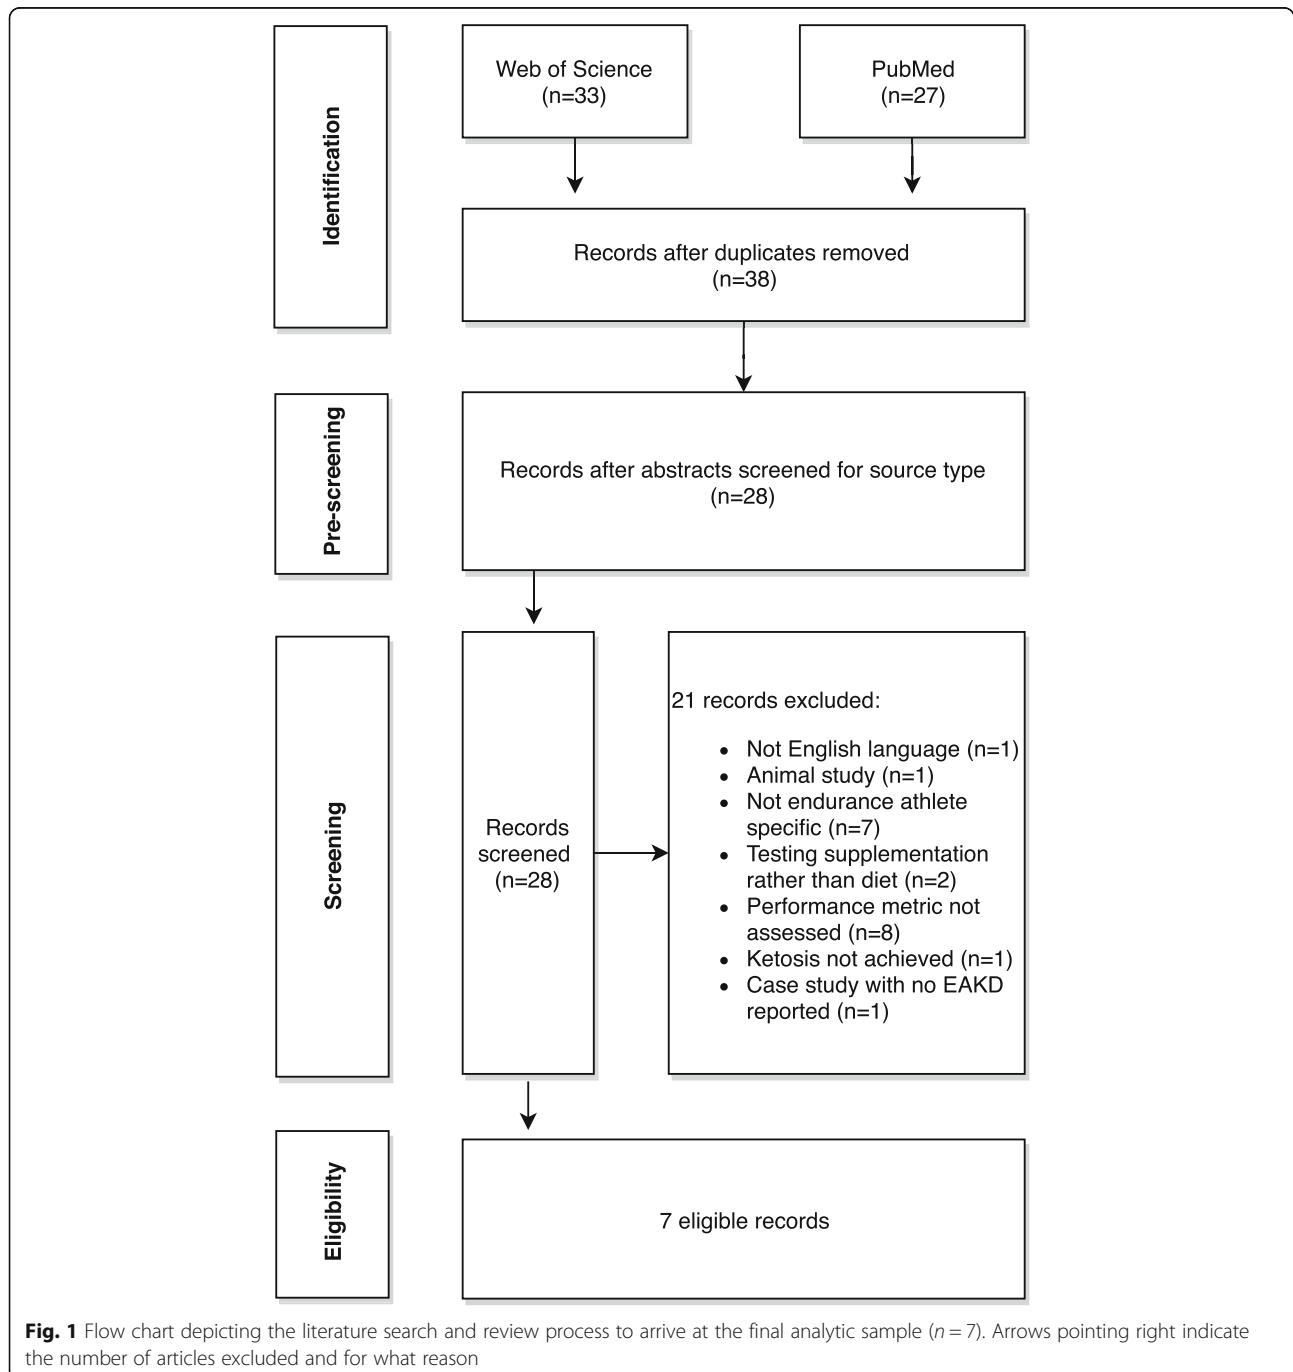 Identification
Web of Science
(n=33)
PubMed
(n=27)
Records after duplicates removed
(n=38)
Pre-screening
Records after abstracts screened for source type
(n=28)
Screening
Records
screened
(n=28)
21 records excluded:
• Not English language (n=1)
• Animal study (n=1)
• Not endurance athlete
specific (n=7)
• Testing supplementation
rather than diet (n=2)
• Performance metric not
assessed (n=8)
• Ketosis not achieved (n=1)
• Case study with no EAKD
reported (n=1)
Eligibility
7 eligible records
Fig. 1 Flow chart depicting the literature search and review process to arrive at the final analytic sample (n = 7). Arrows pointing right indicate
the number of articles excluded and for what reason